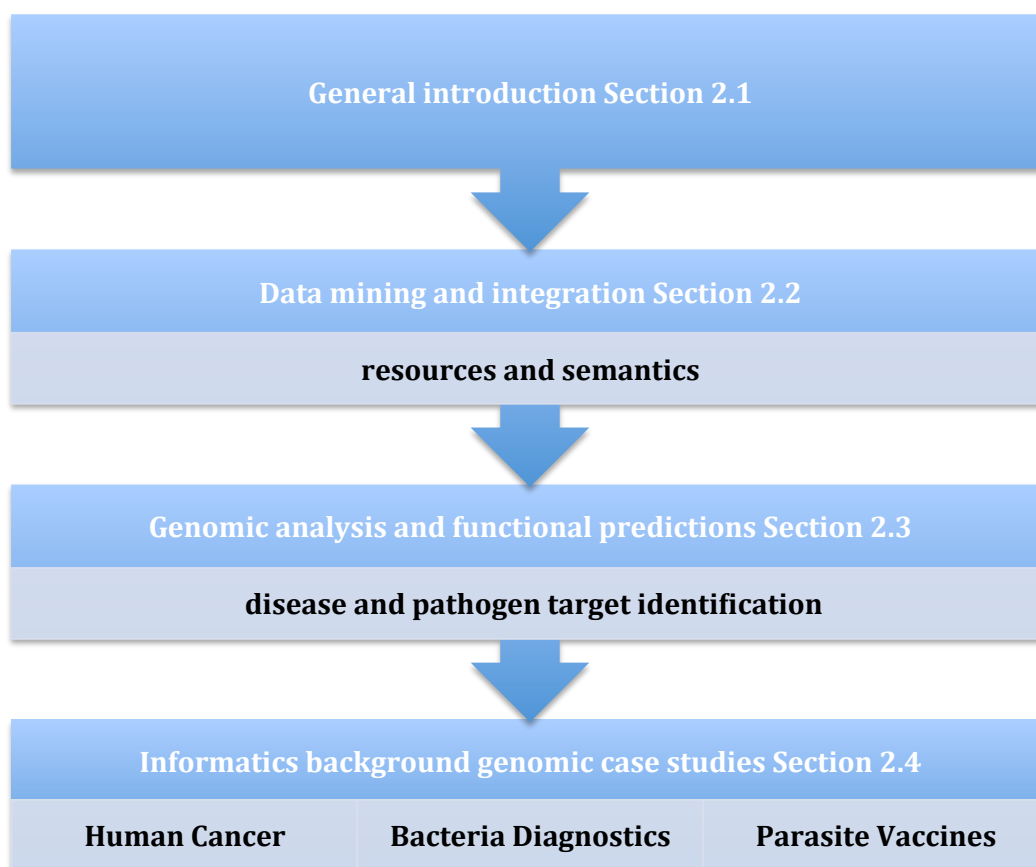 General introduction Section 2.1
Data mining and integration Section 2.2
resources and semantics
Genomic analysis and functional predictions Section 2.3
disease and pathogen target identification
Informatics background genomic case studies Section 2.4
Human Cancer
Bacteria Diagnostics
Parasite Vaccines